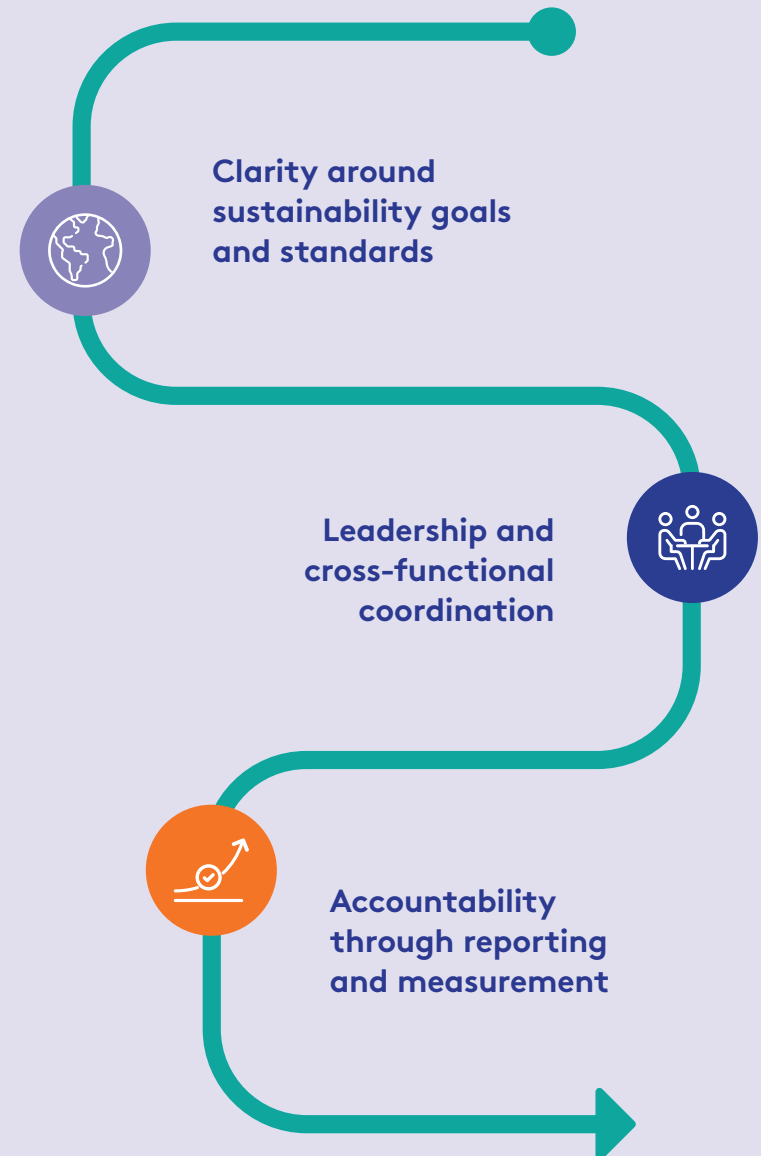 Clarity around
sustainability goals
and standards
Leadership and
cross-functional
coordination
Accountability
through reporting
and measurement